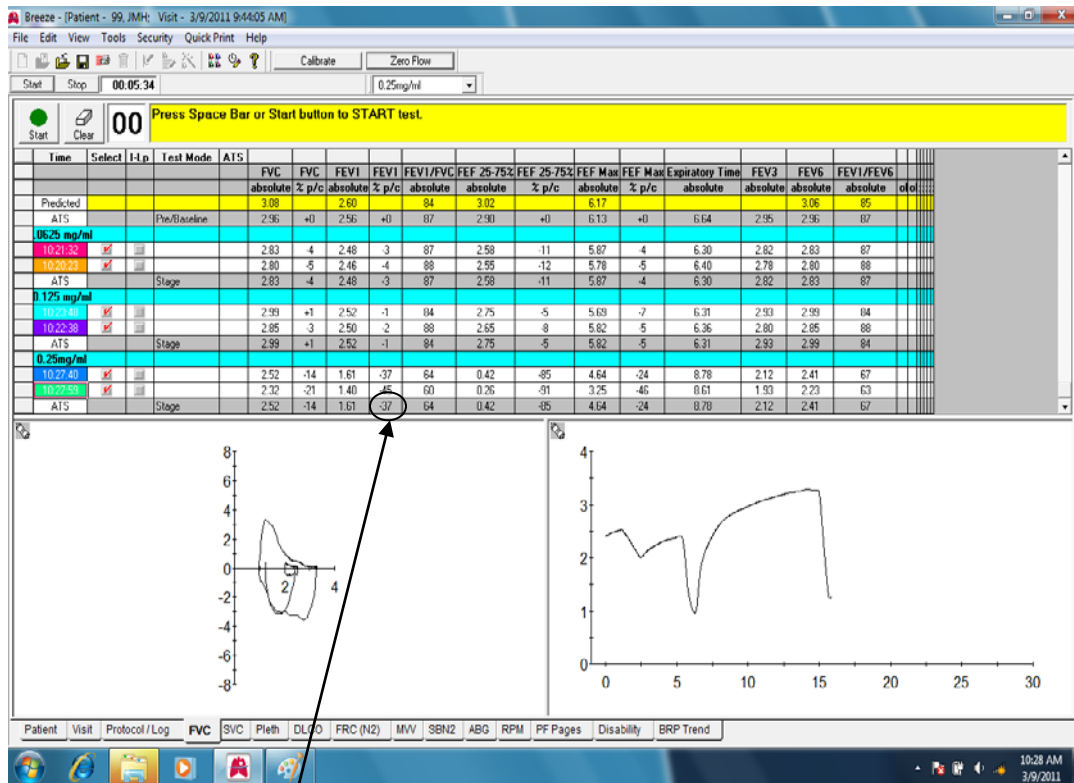 Breeze - [Patient - 99, JMH; Visit - 3/9/2011 9:44:05 AM]
File Edit View Tools Security Quick Print Help
Calibrate Zero Flow
Start Stop 00:05:34 0.25mg/ml
Start Clear 00 Press Space Bar or Start button to START test.
Time Select I-Lp Test Mode ATS
FVC FVC FEV1 FEV1 FEV1/FVC FEF 25-75% FEF 25-75% FEF Max FEF Max Expiratory Time FEV3 FEV6 FEV1/FEV6
absolute % p/c absolute % p/c absolute absolute % p/c absolute % p/c absolute absolute absolute absolute
Predicted 3.08 2.60 84 3.02 6.17 3.06 85
ATS Pre/Baseline 2.96 +0 2.56 +0 87 2.90 +0 6.13 +0 6.64 2.95 2.96 87
.0625 mg/ml
10:21:32 2.83 -4 2.48 -3 87 2.58 -11 5.87 -4 6.30 2.82 2.83 87
10:20:23 2.80 -5 2.46 -4 88 2.55 -12 5.78 -5 6.40 2.78 2.80 88
ATS Stage 2.83 -4 2.48 -3 87 2.58 -11 5.87 -4 6.30 2.82 2.83 87
0.125 mg/ml
10:23:48 2.99 +1 2.52 -1 84 2.75 -5 5.69 -7 6.31 2.93 2.99 84
10:22:38 2.85 -3 2.50 -2 88 2.65 -8 5.82 -5 6.36 2.80 2.85 88
ATS Stage 2.99 +1 2.52 -1 84 2.75 -5 5.82 -5 6.31 2.93 2.99 84
0.25mg/ml
10:27:40 2.52 -14 1.61 -37 64 0.42 -85 4.64 -24 8.78 2.12 2.41 67
10:27:59 2.32 -21 1.40 -45 60 0.26 -91 3.25 -46 8.61 1.93 2.23 63
ATS Stage 2.52 -14 1.61 -37 64 0.42 -85 4.64 -24 8.78 2.12 2.41 67
8
6
4
2
0
2 4
-2
-4
-6
-8
4
3
2
1
0
0 5 10 15 20 25 30
Patient Visit Protocol / Log FVC SVC Pleth DLCO FRC (N2) MVV SBN2 ABG RPM PF Pages Disability BRP Trend
10:28 AM
3/9/2011